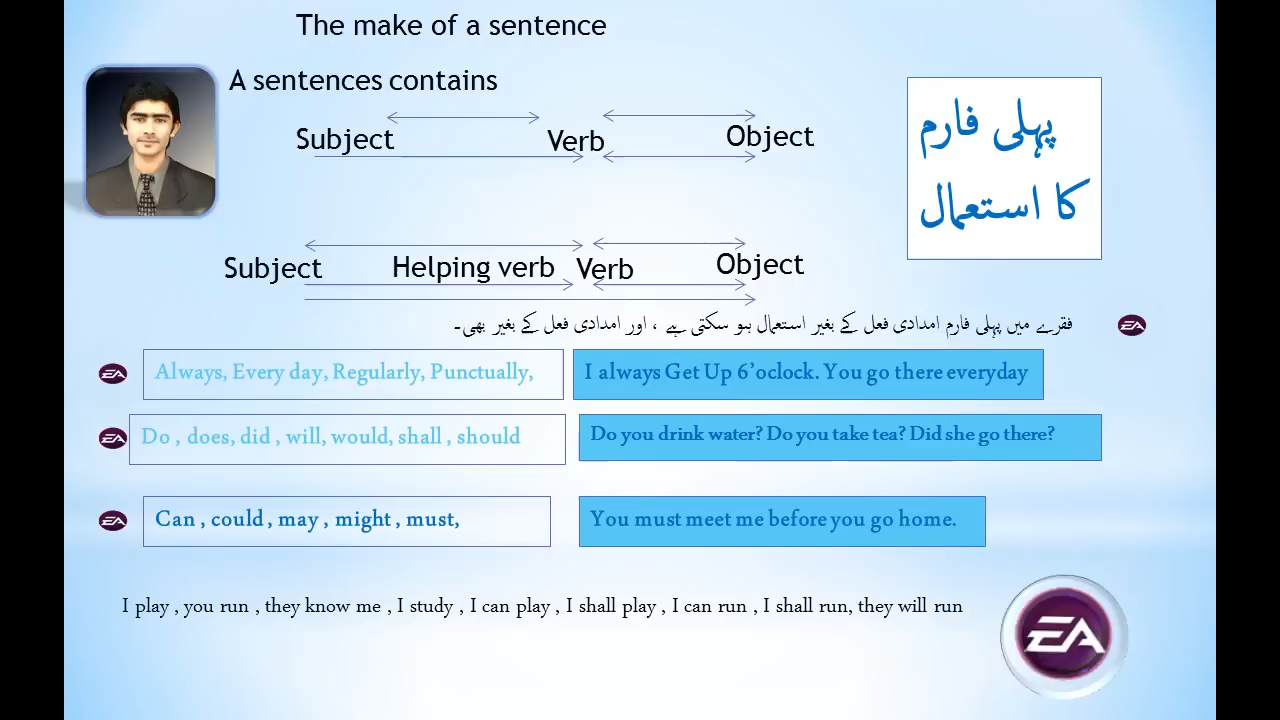 The make of a sentence
A sentences contains
Subject Verb Object
پہلی فارم
کا استعمال
Subject Helping verb Verb Object
فقرے میں پہلی فارم امدادی فعل کے بغیر استعمال ہو سکتی ہے ، اور امدادی فعل کے بغیر بھی۔
EA
EA
Always, Every day, Regularly, Punctually,
I always Get Up 6’oclock. You go there everyday
EA
Do , does, did , will, would, shall , should
Do you drink water? Do you take tea? Did she go there?
EA
Can , could , may , might , must,
You must meet me before you go home.
I play , you run , they know me , I study , I can play , I shall play , I can run , I shall run, they will run
EA